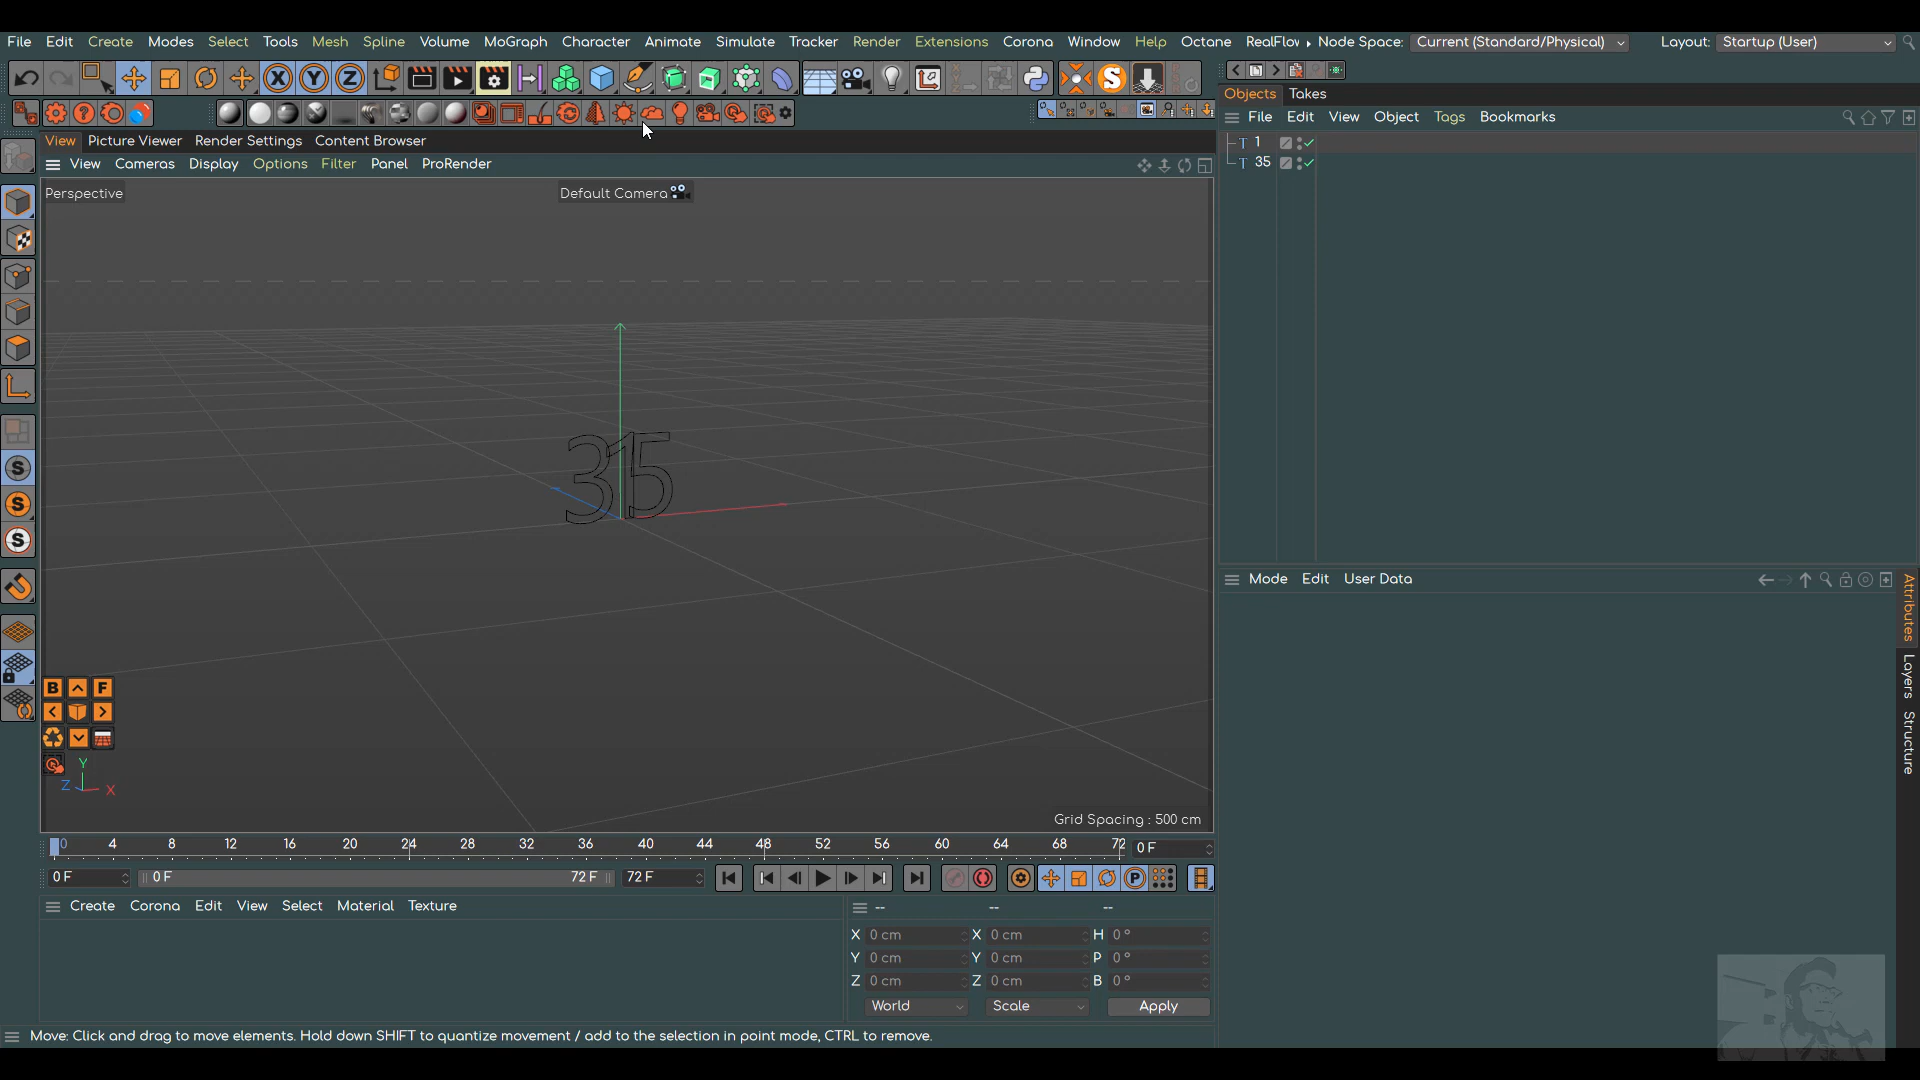 File Edit Create Modes Select Tools Mesh Spline Volume MoGraph Character Animate Simulate Tracker Render Extensions Corona Window Help Octane RealFlow Node Space: Current (Standard/Physical) Layout: Startup (User)
X Y Z S
Objects Takes
File Edit View Object Tags Bookmarks
1
35
View Picture Viewer Render Settings Content Browser
View Cameras Display Options Filter Panel ProRender
Perspective
Default Camera
315
S
S
S
B F
Y
Z X
Grid Spacing : 500 cm
0 4 8 12 16 20 24 28 32 36 40 44 48 52 56 60 64 68 72 0 F
0 F 0 F 72 F 72 F P
Create Corona Edit View Select Material Texture
-- -- --
X 0 cm X 0 cm H 0 °
Y 0 cm Y 0 cm P 0 °
Z 0 cm Z 0 cm B 0 °
World Scale Apply
Move: Click and drag to move elements. Hold down SHIFT to quantize movement / add to the selection in point mode, CTRL to remove.
Mode Edit User Data
Attributes
Layers
Structure